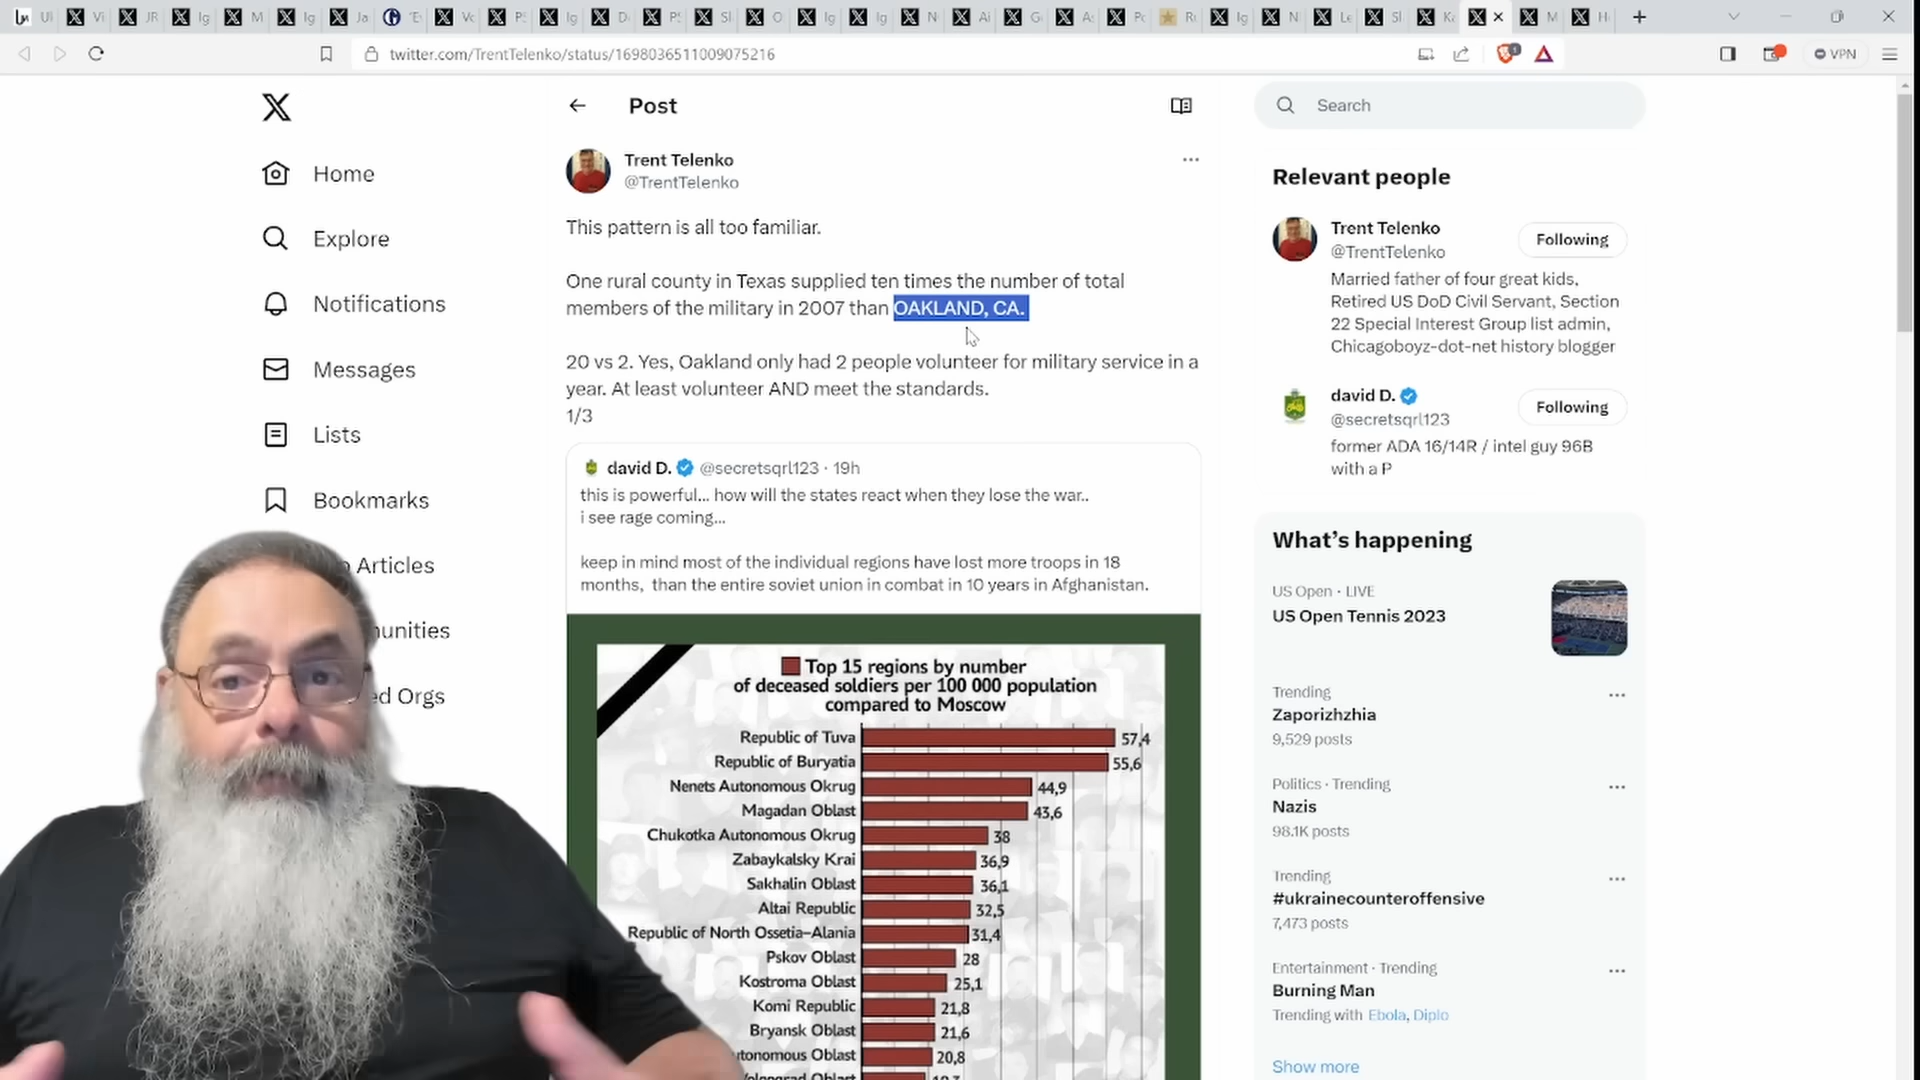 twitter.com/TrentTelenko/status/1698036511009075216
VPN
Home
Explore
Notifications
Messages
Lists
Bookmarks
Articles
Orgs
Post
Trent Telenko
@TrentTelenko
This pattern is all too familiar.
One rural county in Texas supplied ten times the number of total
members of the military in 2007 than OAKLAND, CA.
20 vs 2. Yes, Oakland only had 2 people volunteer for military service in a
year. At least volunteer AND meet the standards.
1/3
david D. @secretsqrl123 · 19h
this is powerful... how will the states react when they lose the war..
i see rage coming...
keep in mind most of the individual regions have lost more troops in 18
months, than the entire soviet union in combat in 10 years in Afghanistan.
Top 15 regions by number
of deceased soldiers per 100 000 population
compared to Moscow
Republic of Tuva 57,4
Republic of Buryatia 55,6
Nenets Autonomous Okrug 44,9
Magadan Oblast 43,6
Chukotka Autonomous Okrug 38
Zabaykalsky Krai 36,9
Sakhalin Oblast 36,1
Altai Republic 32,5
Republic of North Ossetia-Alania 31,4
Pskov Oblast 28
Kostroma Oblast 25,1
Komi Republic 21,8
Bryansk Oblast 21,6
Oblast 20,8
Search
Relevant people
Trent Telenko
@TrentTelenko
Following
Married father of four great kids,
Retired US DoD Civil Servant, Section
22 Special Interest Group list admin,
Chicagoboyz-dot-net history blogger
david D.
@secretsqrl123
Following
former ADA 16/14R / intel guy 96B
with a P
What's happening
US Open · LIVE
US Open Tennis 2023
Trending
Zaporizhzhia
9,529 posts
Politics · Trending
Nazis
98.1K posts
Trending
#ukrainecounteroffensive
7,473 posts
Entertainment · Trending
Burning Man
Trending with Ebola, Diplo
Show more